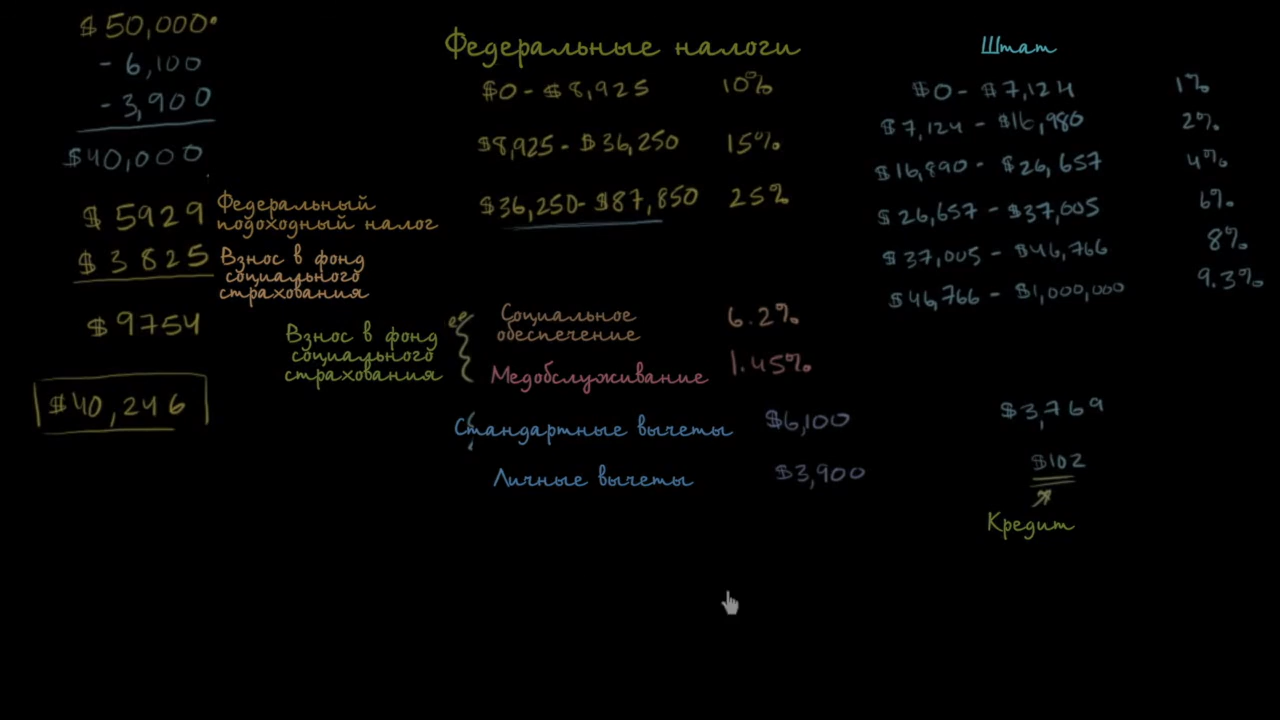 $50,000
- 6,100
- 3,900
$40,000
$5929 Федеральный
подоходный налог
$3825 Взнос в фонд
социального
страхования
$9754
$40,246
Федеральные налоги
$0 - $8,925 10%
$8,925 - $36,250 15%
$36,250 - $87,850 25%
Взнос в фонд
социального
страхования
Социальное
обеспечение 6.2%
Медобслуживание 1.45%
Стандартные вычеты $6,100
Личные вычеты $3,900
Штат
$0 - $7,124 1%
$7,124 - $16,980 2%
$16,890 - $26,657 4%
$26,657 - $37,005 6%
$37,005 - $46,766 8%
$46,766 - $1,000,000 9.3%
$3,769
$102
Кредит